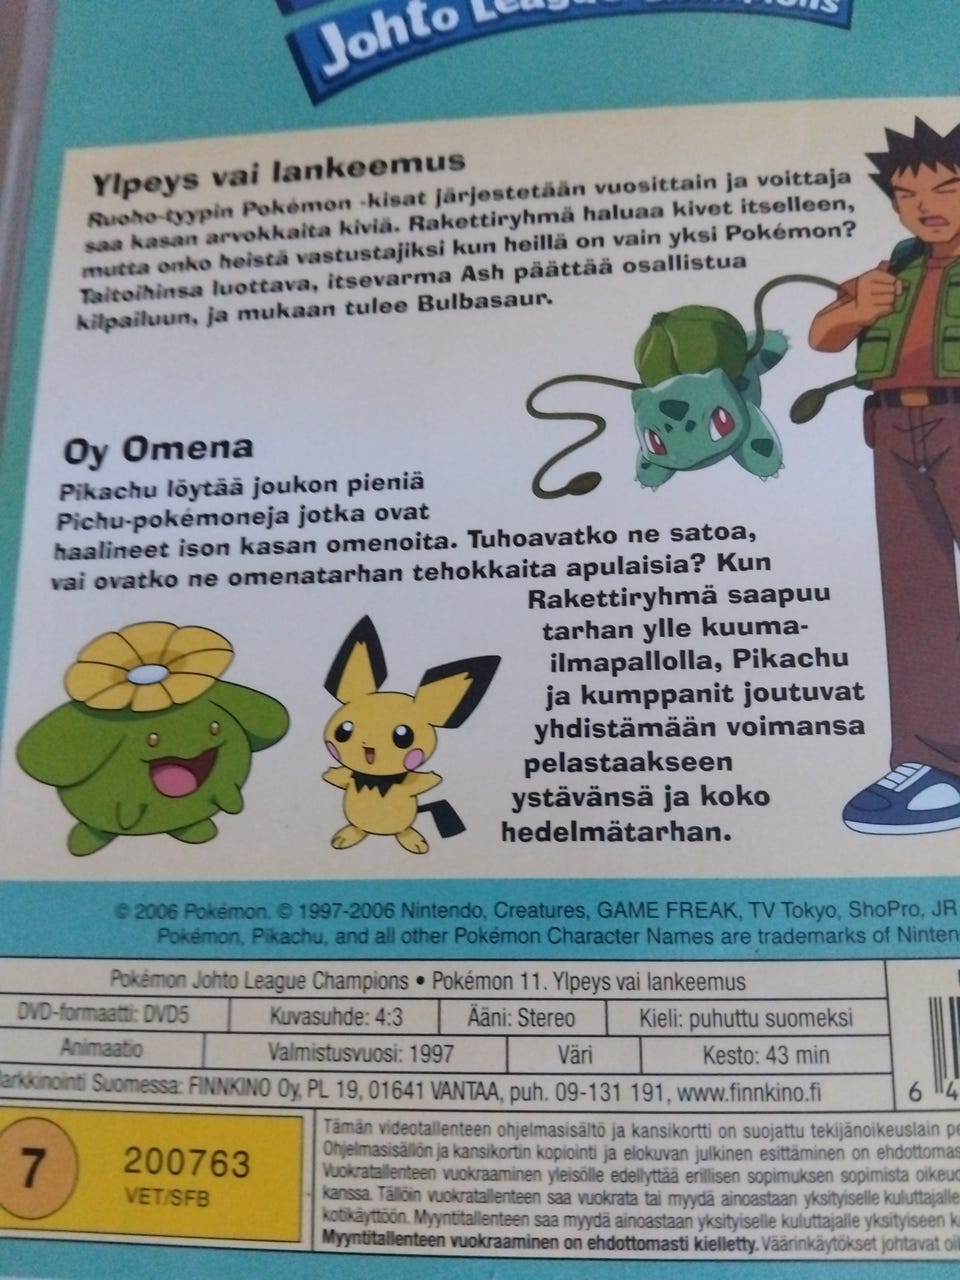 Johto League Champions
Ylpeys vai lankeemus
Ruoho-tyypin Pokémon -kisat järjestetään vuosittain ja voittaja
saa kasan arvokkaita kiviä. Rakettiryhmä haluaa kivet itselleen,
mutta onko heistä vastustajiksi kun heillä on vain yksi Pokémon?
Taitoihinsa luottava, itsevarma Ash päättää osallistua
kilpailuun, ja mukaan tulee Bulbasaur.
Oy Omena
Pikachu löytää joukon pieniä
Pichu-pokémoneja jotka ovat
haalineet ison kasan omenoita. Tuhoavatko ne satoa,
vai ovatko ne omenatarhan tehokkaita apulaisia? Kun
Rakettiryhmä saapuu
tarhan ylle kuuma-
ilmapallolla, Pikachu
ja kumppanit joutuvat
yhdistämään voimansa
pelastaakseen
ystävänsä ja koko
hedelmätarhan.
© 2006 Pokémon. © 1997-2006 Nintendo, Creatures, GAME FREAK, TV Tokyo, ShoPro, JR
Pokémon, Pikachu, and all other Pokémon Character Names are trademarks of Ninten
Pokémon Johto League Champions • Pokémon 11. Ylpeys vai lankeemus
DVD-formaatti: DVD5 Kuvasuhde: 4:3 Ääni: Stereo Kieli: puhuttu suomeksi
Animaatio Valmistusvuosi: 1997 Väri Kesto: 43 min
arkkinointi Suomessa: FINNKINO Oy, PL 19, 01641 VANTAA, puh. 09-131 191, www.finnkino.fi
6 4
7 200763
VET/SFB
Tämän videotallenteen ohjelmasisältö ja kansikortti on suojattu tekijänoikeuslain pe
Ohjelmasisällön ja kansikortin kopiointi ja elokuvan julkinen esittäminen on ehdottomas
Vuokratallenteen vuokraaminen yleisölle edellyttää erillisen sopimuksen sopimista oikeud
kanssa. Tällöin vuokratallenteen saa vuokrata tai myydä ainoastaan yksityiselle kuluttajalle
kotikäyttöön. Myyntitallenteen saa myydä ainoastaan yksityiselle kuluttajalle yksityiseen k
Myyntitallenteen vuokraaminen on ehdottomasti kielletty. Väärinkäytökset johtavat oi